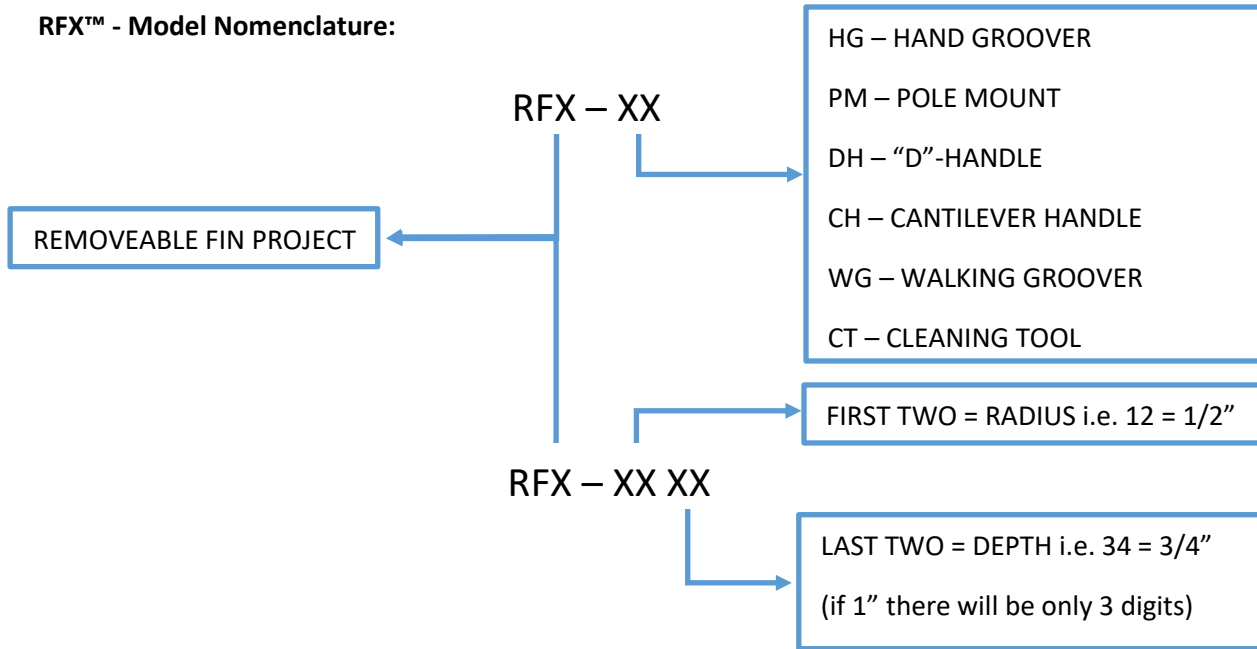 RFX™ - Model Nomenclature:
RFX – XX
HG – HAND GROOVER
PM – POLE MOUNT
DH – “D”-HANDLE
CH – CANTILEVER HANDLE
WG – WALKING GROOVER
CT – CLEANING TOOL
REMOVEABLE FIN PROJECT
FIRST TWO = RADIUS i.e. 12 = 1/2”
RFX – XX XX
LAST TWO = DEPTH i.e. 34 = 3/4”
(if 1” there will be only 3 digits)